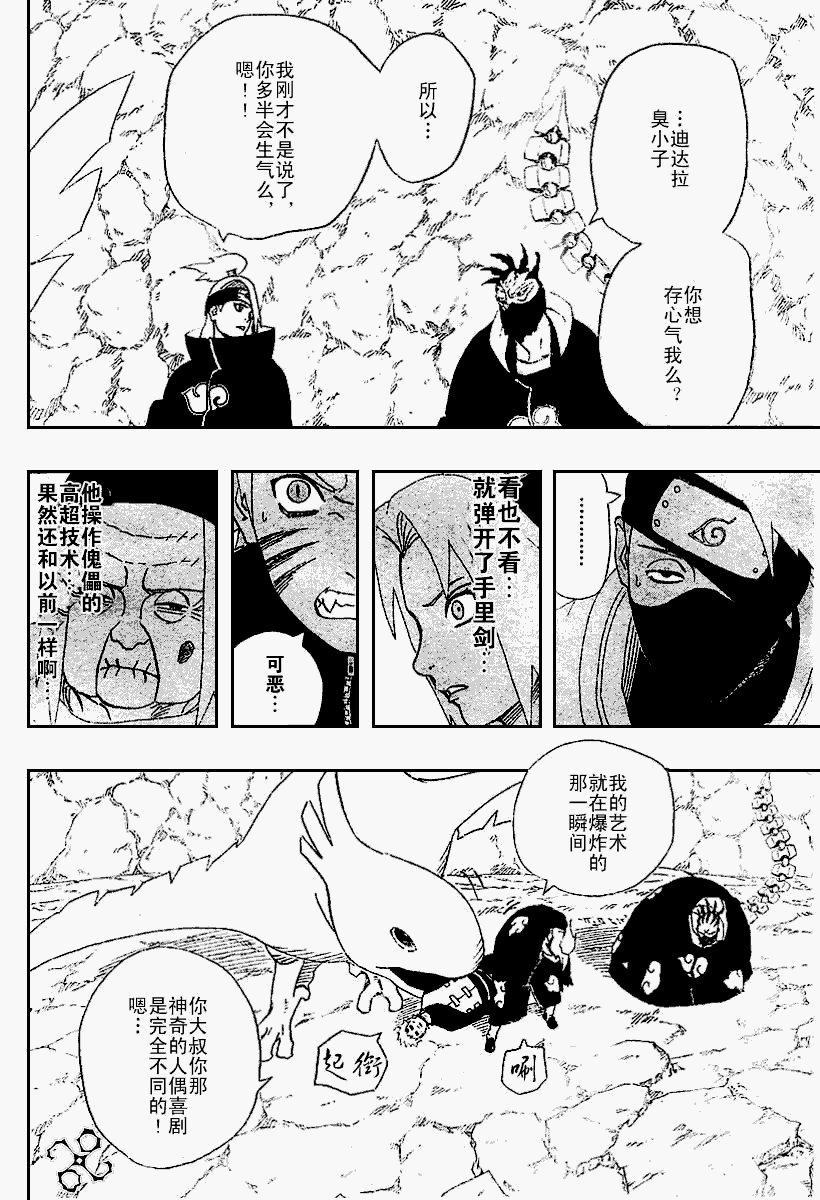 …迪达拉
臭小子
你想
存心气我么？
所以…
我刚才不是说了，
你多半会生气么，
嗯！！
…………
看也不看…
就弹开了手里剑…
可恶…
他操作傀儡的
高超技术…
果然还和以前一样啊…
我的艺术
就在爆炸的
那一瞬间
唰
衔起
你大叔你那
神奇的人偶喜剧
是完全不同的！
嗯…